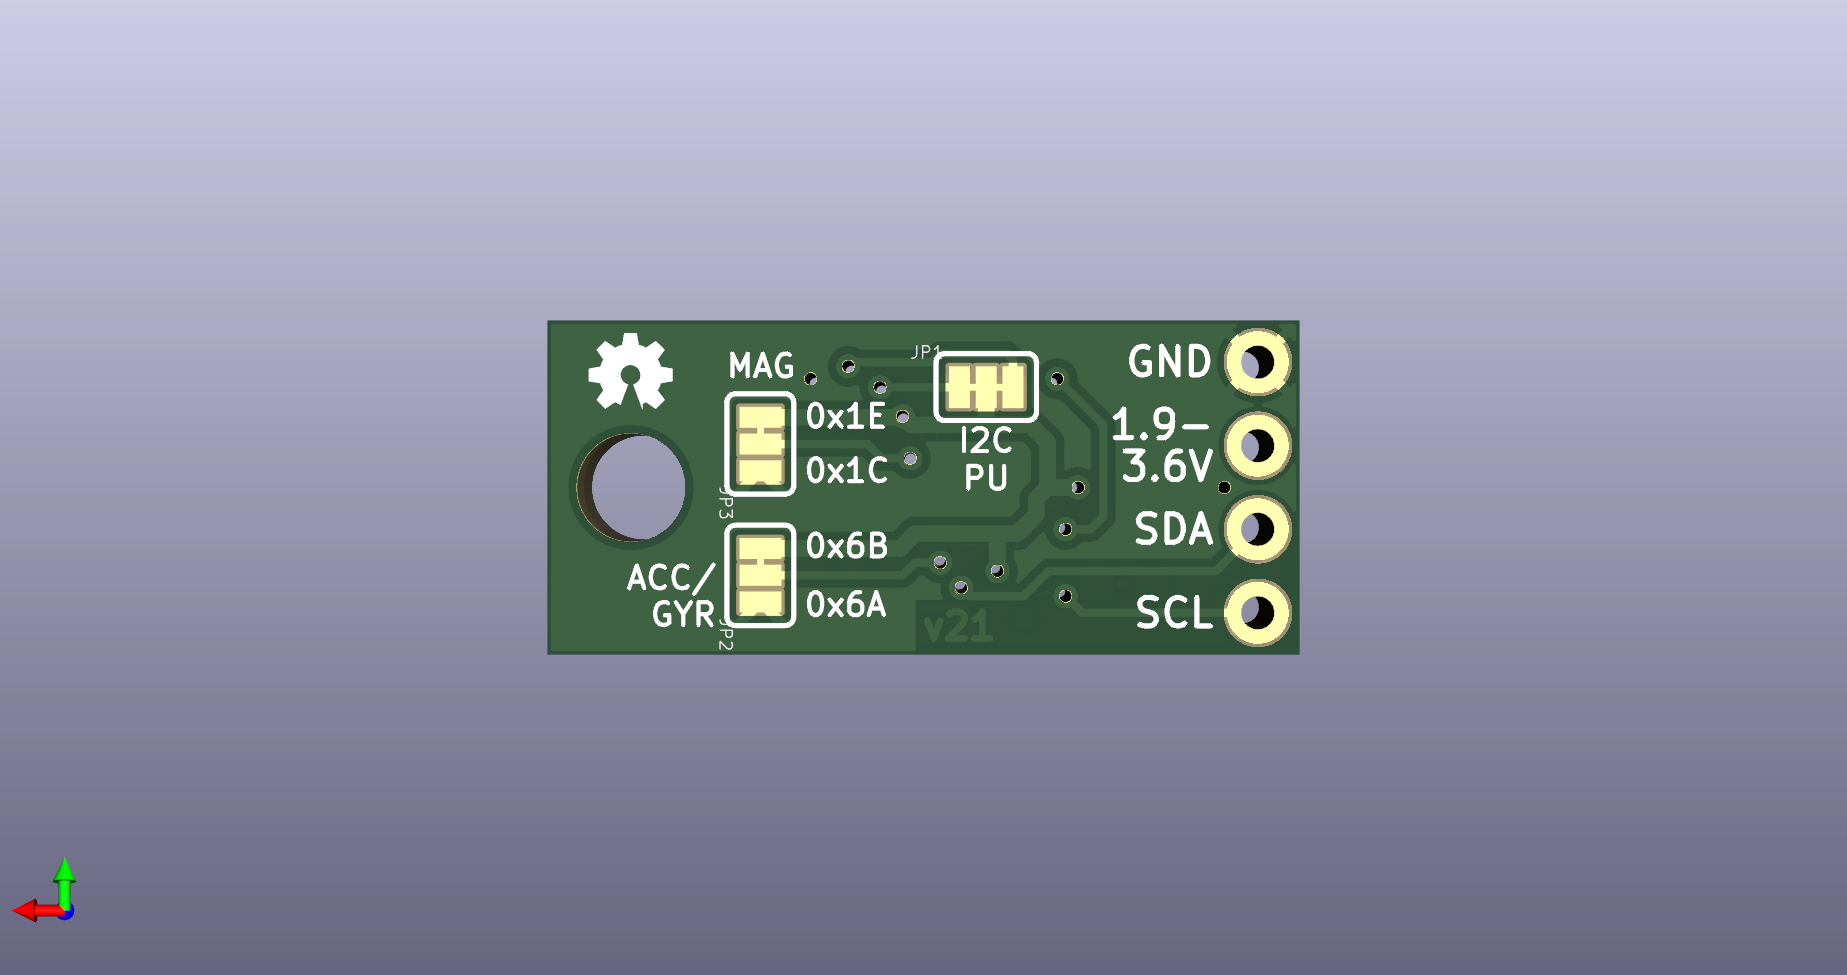 JP1
MAG
GND
0x1E
1.9-
I2C
0x1C
PU
3.6V
JP3
SDA
0x6B
ACC/
GYR
0x6A
SCL
v21
JP2